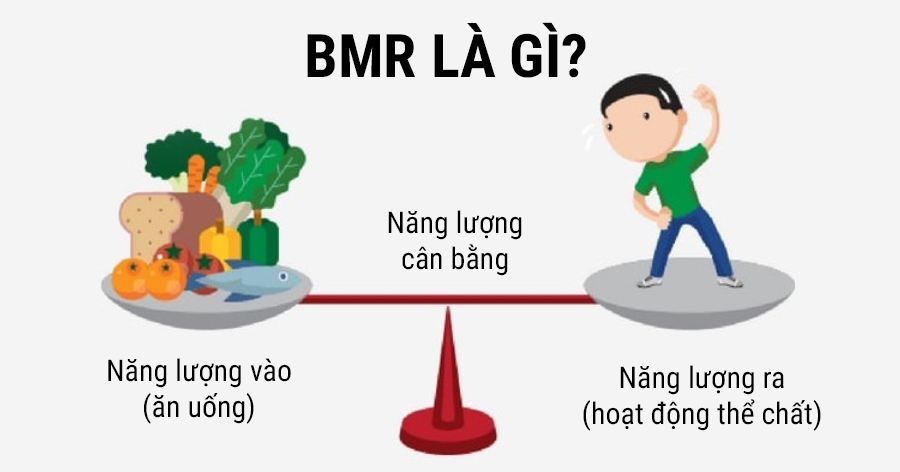 BMR LÀ GÌ?
Năng lượng
cân bằng
Năng lượng vào
(ăn uống)
Năng lượng ra
(hoạt động thể chất)